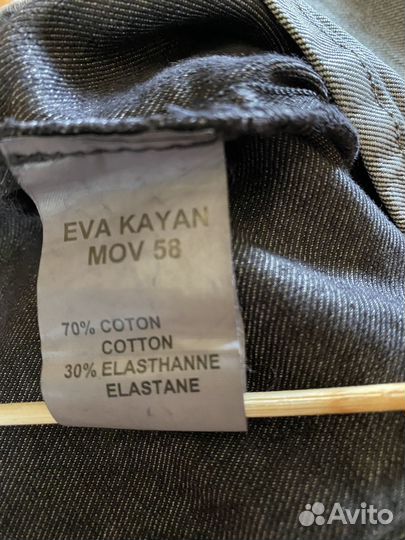 EVA KAYAN
MOV 58
70% COTON
COTTON
30% ELASTHANNE
ELASTANE
Avito